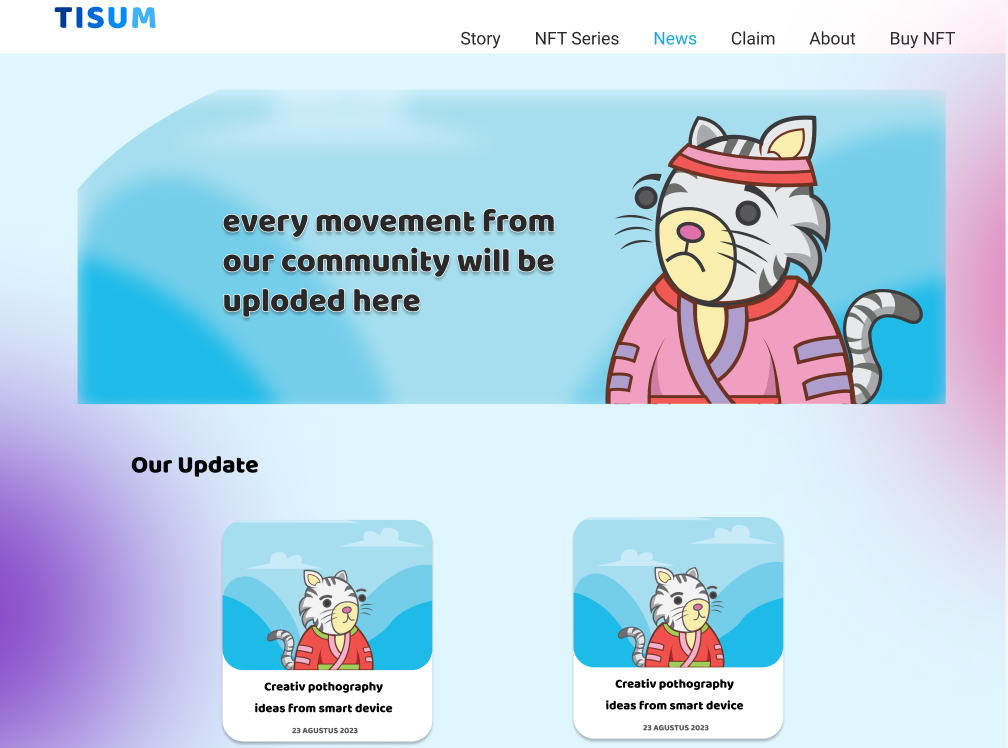 TISUM
Story NFT Series News Claim About Buy NFT
every movement from
our community will be
uploded here
Our Update
Creativ pothography
ideas from smart device
23 AGUSTUS 2023
Creativ pothography
ideas from smart device
23 AGUSTUS 2023